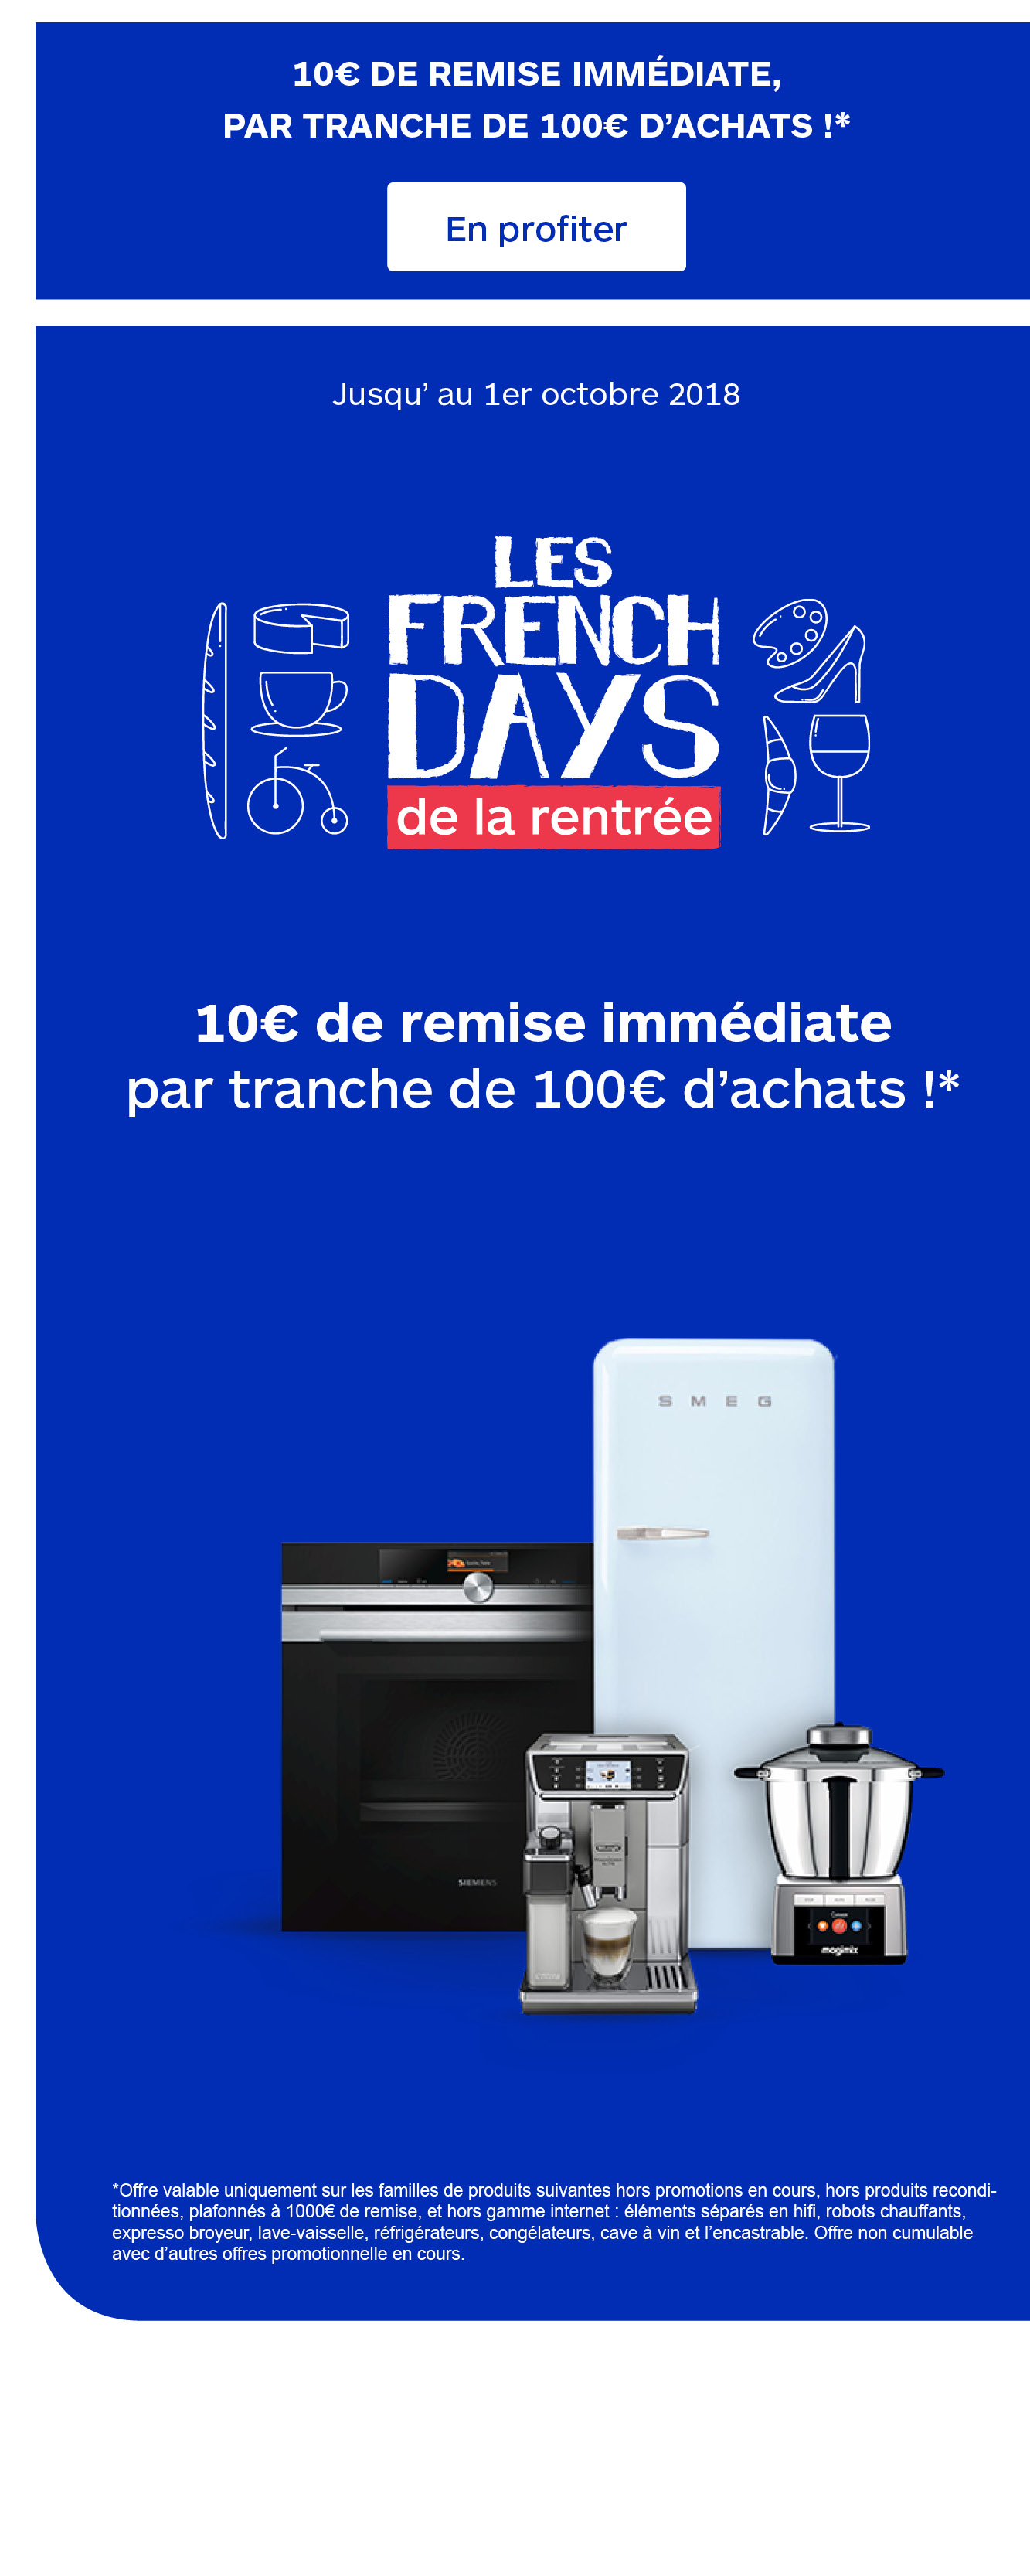 10€ DE REMISE IMMÉDIATE,
PAR TRANCHE DE 100€ D’ACHATS !*
En profiter
Jusqu’ au 1er octobre 2018
LES
FRENCH
DAYS
de la rentrée
10€ de remise immédiate
par tranche de 100€ d’achats !*
SMEG
SIEMENS
magimix
*Offre valable uniquement sur les familles de produits suivantes hors promotions en cours, hors produits recondi-
tionnées, plafonnés à 1000€ de remise, et hors gamme internet : éléments séparés en hifi, robots chauffants,
expresso broyeur, lave-vaisselle, réfrigérateurs, congélateurs, cave à vin et l’encastrable. Offre non cumulable
avec d’autres offres promotionnelle en cours.